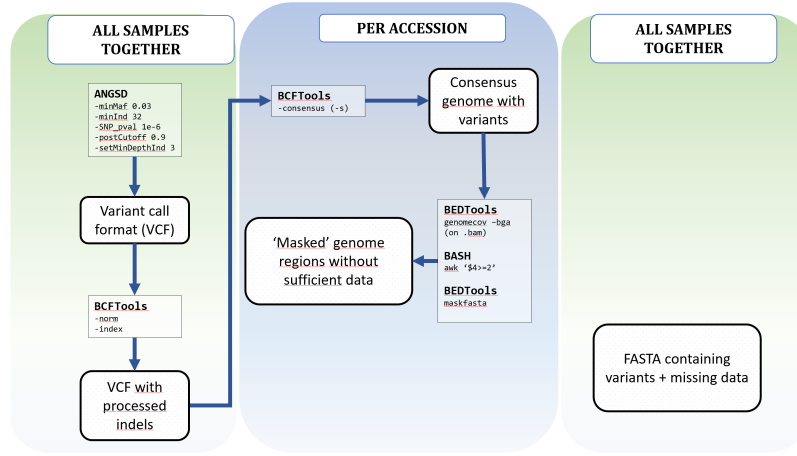 ALL SAMPLES
TOGETHER
ANGSD
-minMaf 0.03
-minInd 32
-SNP_pval 1e-6
-postCutoff 0.9
-setMinDepthInd 3
Variant call
format (VCF)
BCFTools
-norm
-index
VCF with
processed
indels
PER ACCESSION
BCFTools
-consensus (-s)
Consensus
genome with
variants
BEDTools
genomecov –bga
(on .bam)
BASH
awk ‘$4>=2’
BEDTools
maskfasta
‘Masked’ genome
regions without
sufficient data
ALL SAMPLES
TOGETHER
FASTA containing
variants + missing data